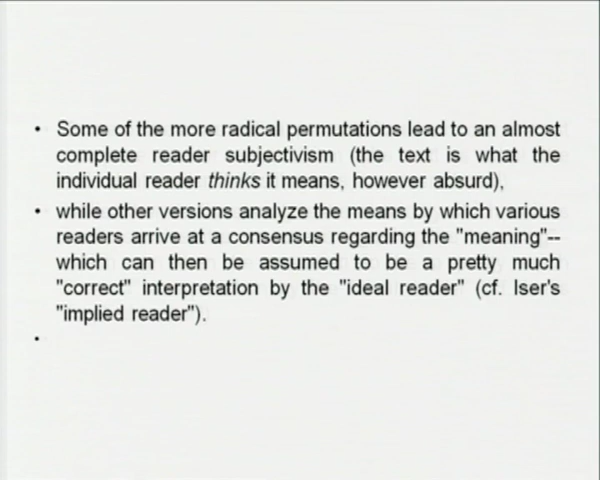 • Some of the more radical permutations lead to an almost
complete reader subjectivism (the text is what the
individual reader thinks it means, however absurd),
• while other versions analyze the means by which various
readers arrive at a consensus regarding the "meaning"--
which can then be assumed to be a pretty much
"correct" interpretation by the "ideal reader" (cf. Iser's
"implied reader").
•